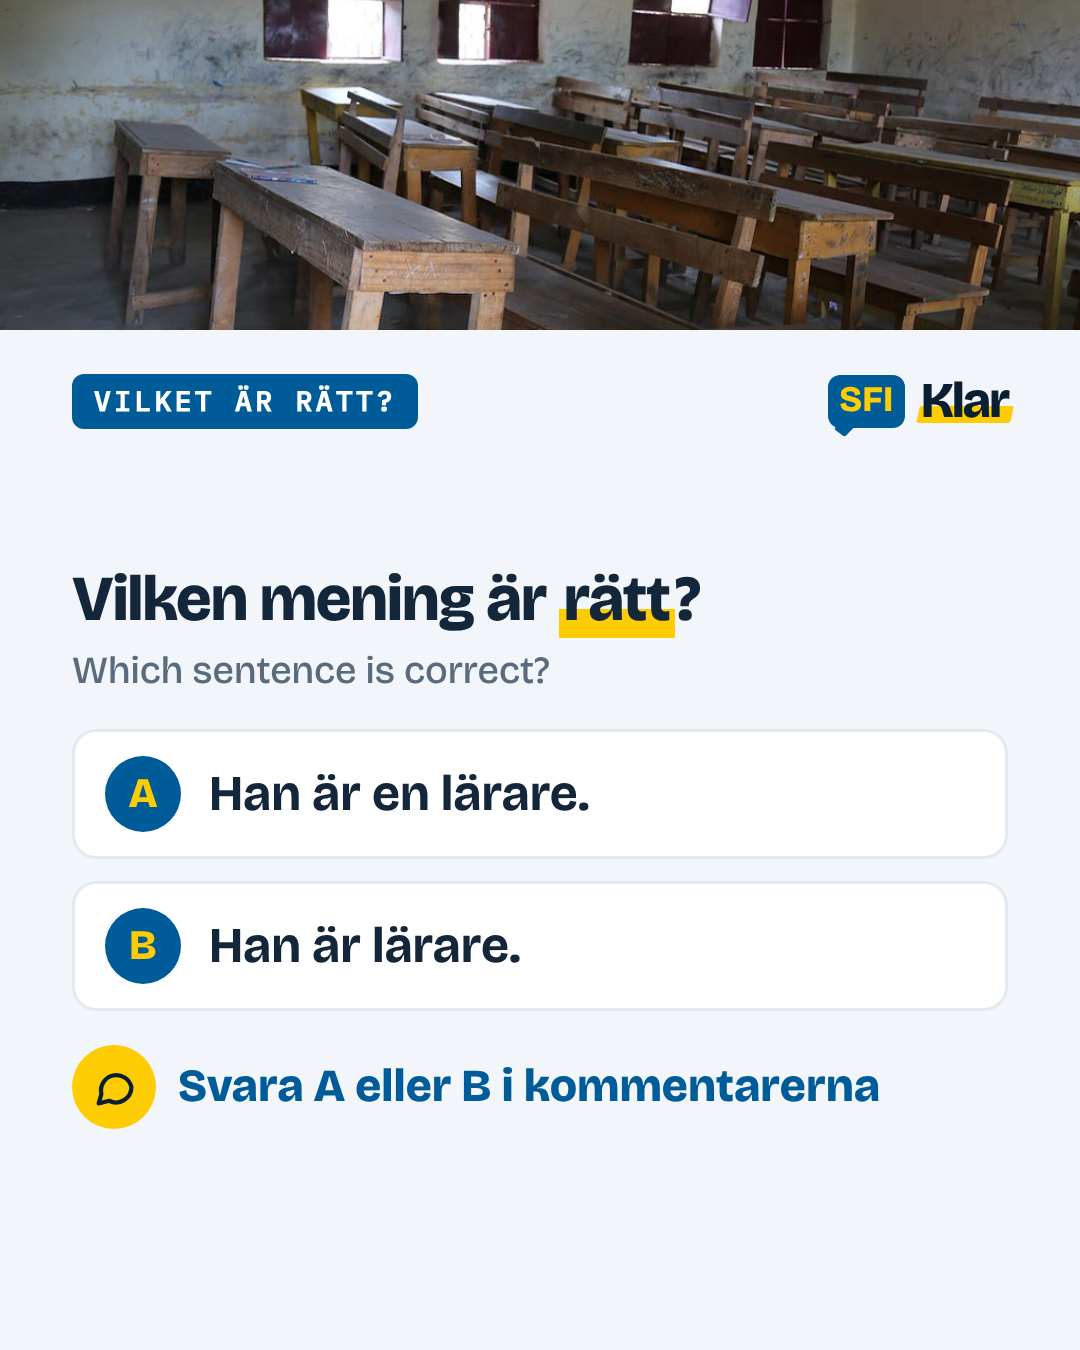 VILKET ÄR RÄTT?
SFI Klar
Vilken mening är rätt?
Which sentence is correct?
A Han är en lärare.
B Han är lärare.
Svara A eller B i kommentarerna